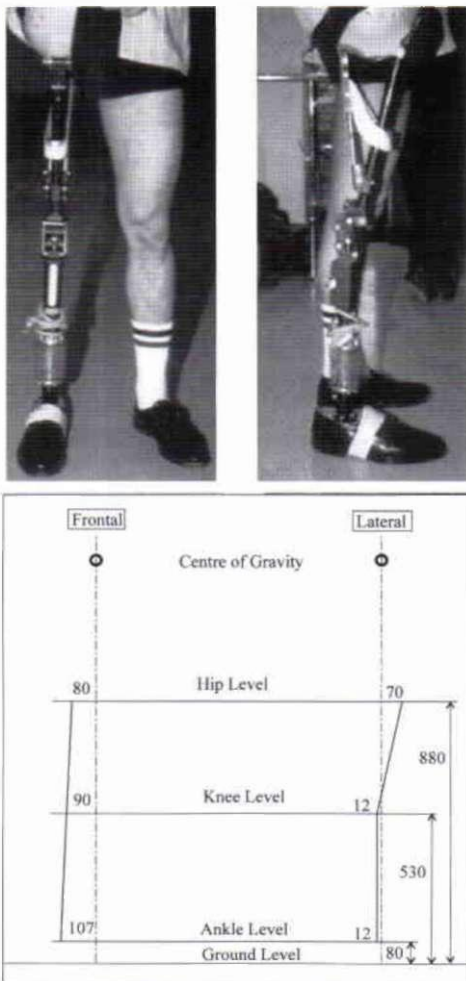 Frontal Lateral
Centre of Gravity
80 Hip Level 70
880
90 Knee Level 12
530
107 Ankle Level 12
Ground Level 80